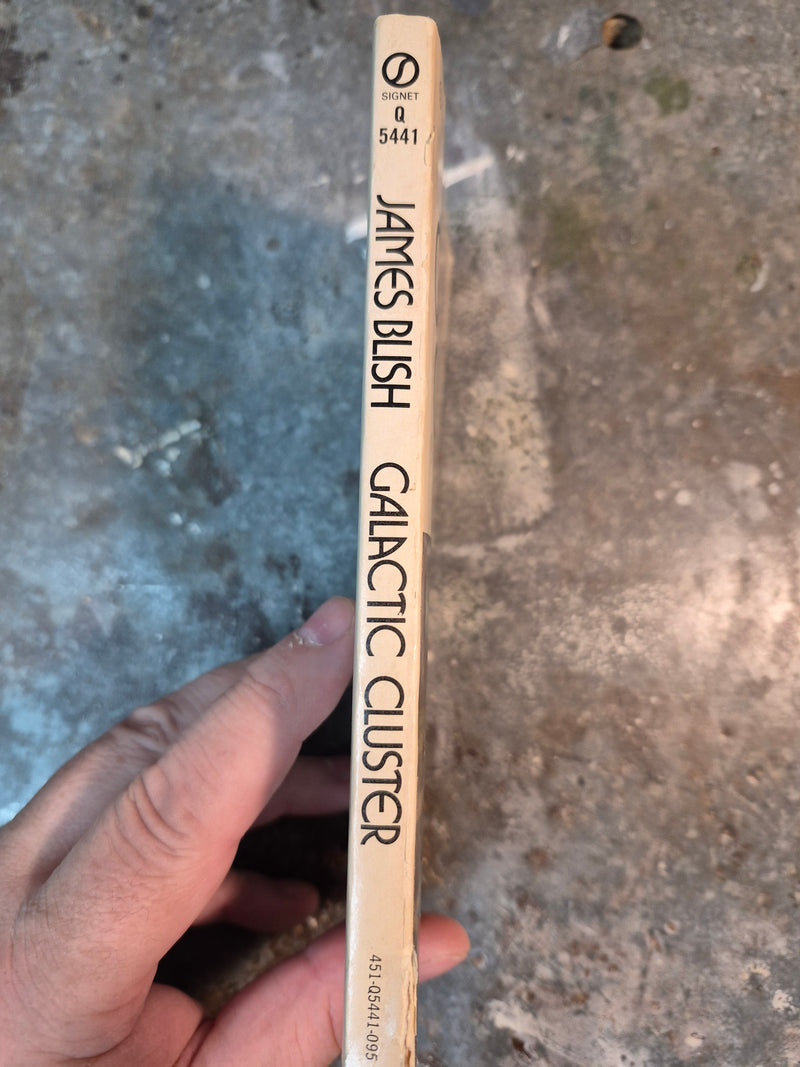 SIGNET
Q
5441
JAMES BLISH
GALACTIC CLUSTER
451-Q5441-095